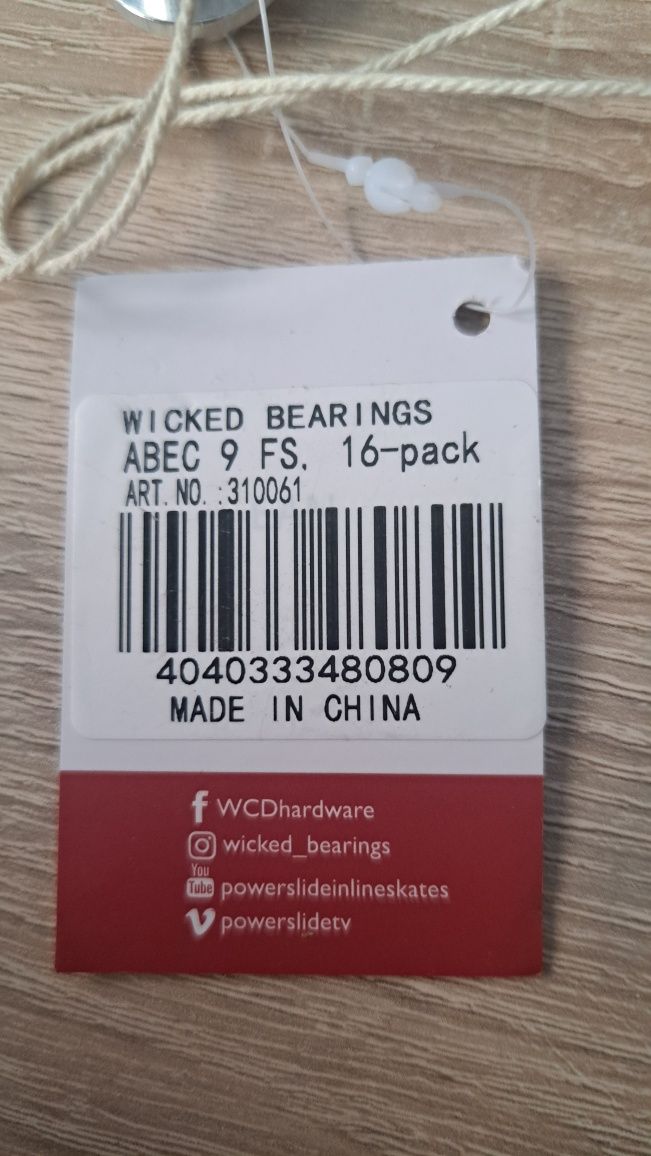 WICKED BEARINGS
ABEC 9 FS, 16-pack
ART.NO.:310061
4040333480809
MADE IN CHINA
f WCDhardware
wicked_bearings
You
Tube powerslideinlineskates
v powerslidetv